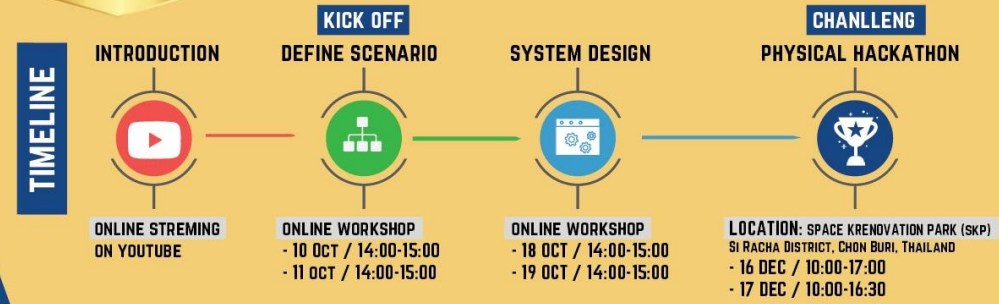 TIMELINE
INTRODUCTION
ONLINE STREMING
ON YOUTUBE
KICK OFF
DEFINE SCENARIO
ONLINE WORKSHOP
- 10 OCT / 14:00-15:00
- 11 OCT / 14:00-15:00
SYSTEM DESIGN
ONLINE WORKSHOP
- 18 OCT / 14:00-15:00
- 19 OCT / 14:00-15:00
CHANLLENG
PHYSICAL HACKATHON
LOCATION: SPACE KRENOVATION PARK (SKP)
SI RACHA DISTRICT, CHON BURI, THAILAND
- 16 DEC / 10:00-17:00
- 17 DEC / 10:00-16:30